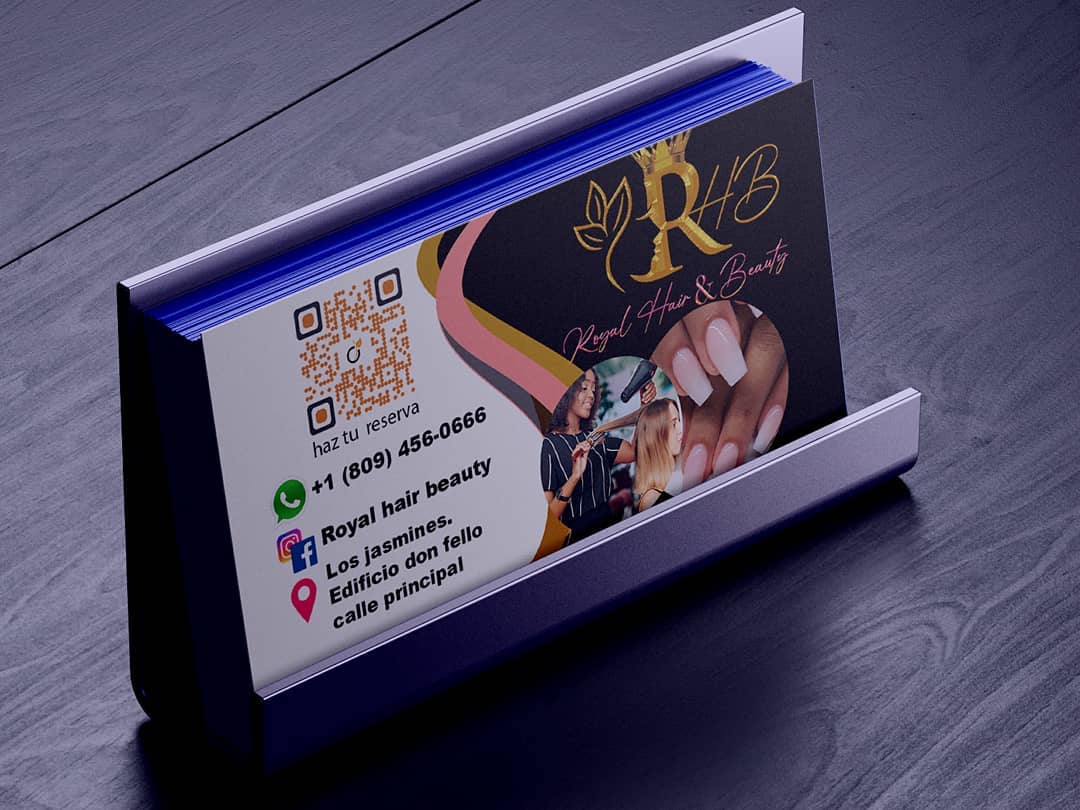 haz tu reserva
+1 (809) 456-0666
Royal hair beauty
Los jasmines.
Edificio don fello
calle principal
RHB
Royal Hair & Beauty